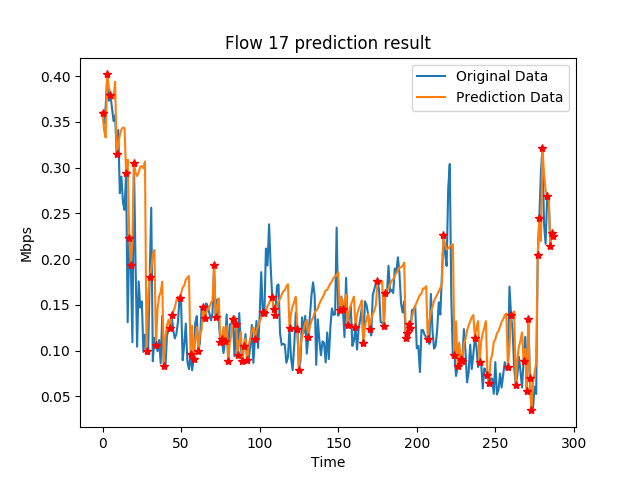 Flow 17 prediction result
Original Data
Prediction Data
Mbps
0.40
0.35
0.30
0.25
0.20
0.15
0.10
0.05
0 50 100 150 200 250 300
Time